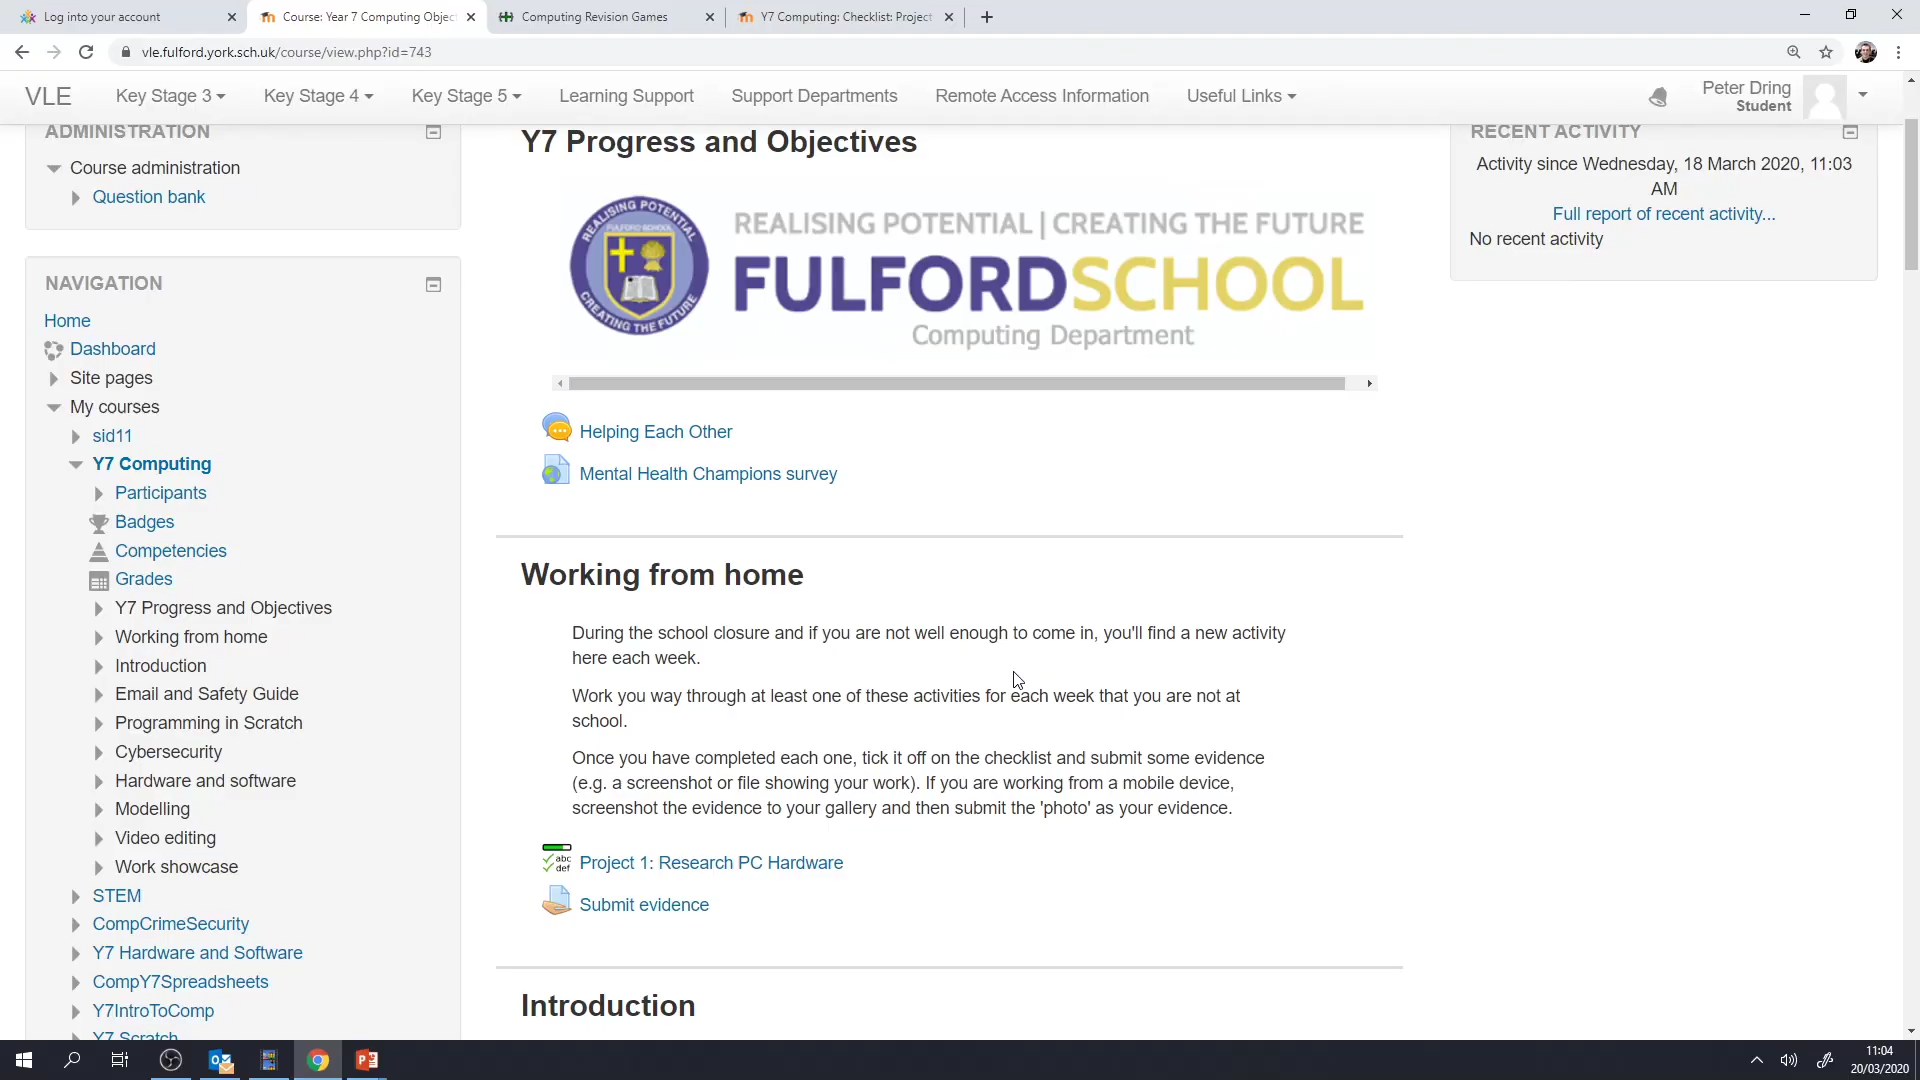 Log into your account
Course: Year 7 Computing Object
Computing Revision Games
Y7 Computing: Checklist: Project
vle.fulford.york.sch.uk/course/view.php?id=743
VLE
Key Stage 3
Key Stage 4
Key Stage 5
Learning Support
Support Departments
Remote Access Information
Useful Links
Peter Dring
Student
ADMINISTRATION
Course administration
Question bank
NAVIGATION
Home
Dashboard
Site pages
My courses
sid11
Y7 Computing
Participants
Badges
Competencies
Grades
Y7 Progress and Objectives
Working from home
Introduction
Email and Safety Guide
Programming in Scratch
Cybersecurity
Hardware and software
Modelling
Video editing
Work showcase
STEM
CompCrimeSecurity
Y7 Hardware and Software
CompY7Spreadsheets
Y7IntroToComp
Y7 Scratch
Y7 Progress and Objectives
REALISING POTENTIAL
FULFORD SCHOOL
CREATING THE FUTURE
REALISING POTENTIAL | CREATING THE FUTURE
FULFORDSCHOOL
Computing Department
Helping Each Other
Mental Health Champions survey
Working from home
During the school closure and if you are not well enough to come in, you'll find a new activity
here each week.
Work you way through at least one of these activities for each week that you are not at
school.
Once you have completed each one, tick it off on the checklist and submit some evidence
(e.g. a screenshot or file showing your work). If you are working from a mobile device,
screenshot the evidence to your gallery and then submit the 'photo' as your evidence.
abc
def
Project 1: Research PC Hardware
Submit evidence
Introduction
RECENT ACTIVITY
Activity since Wednesday, 18 March 2020, 11:03
AM
Full report of recent activity...
No recent activity
11:04
20/03/2020